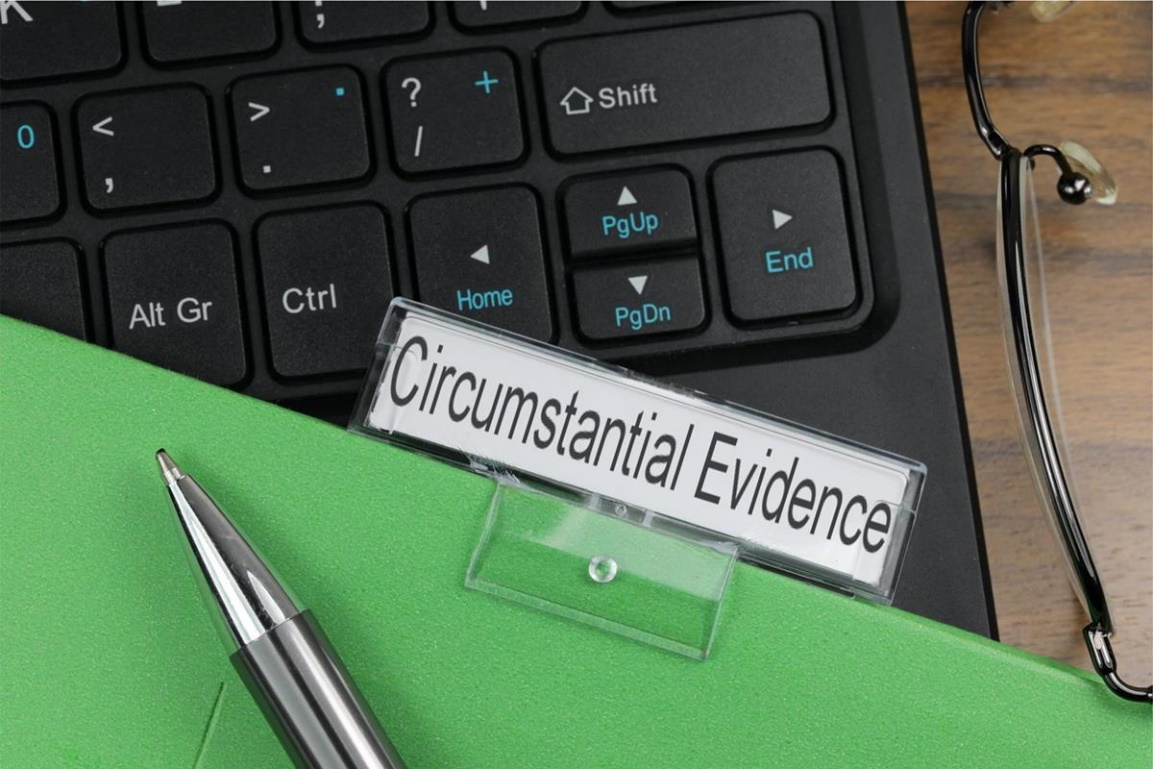 K
;
0
<
,
>
.
?
+
/
Shift
Alt Gr
Ctrl
Home
PgUp
PgDn
End
Circumstantial Evidence